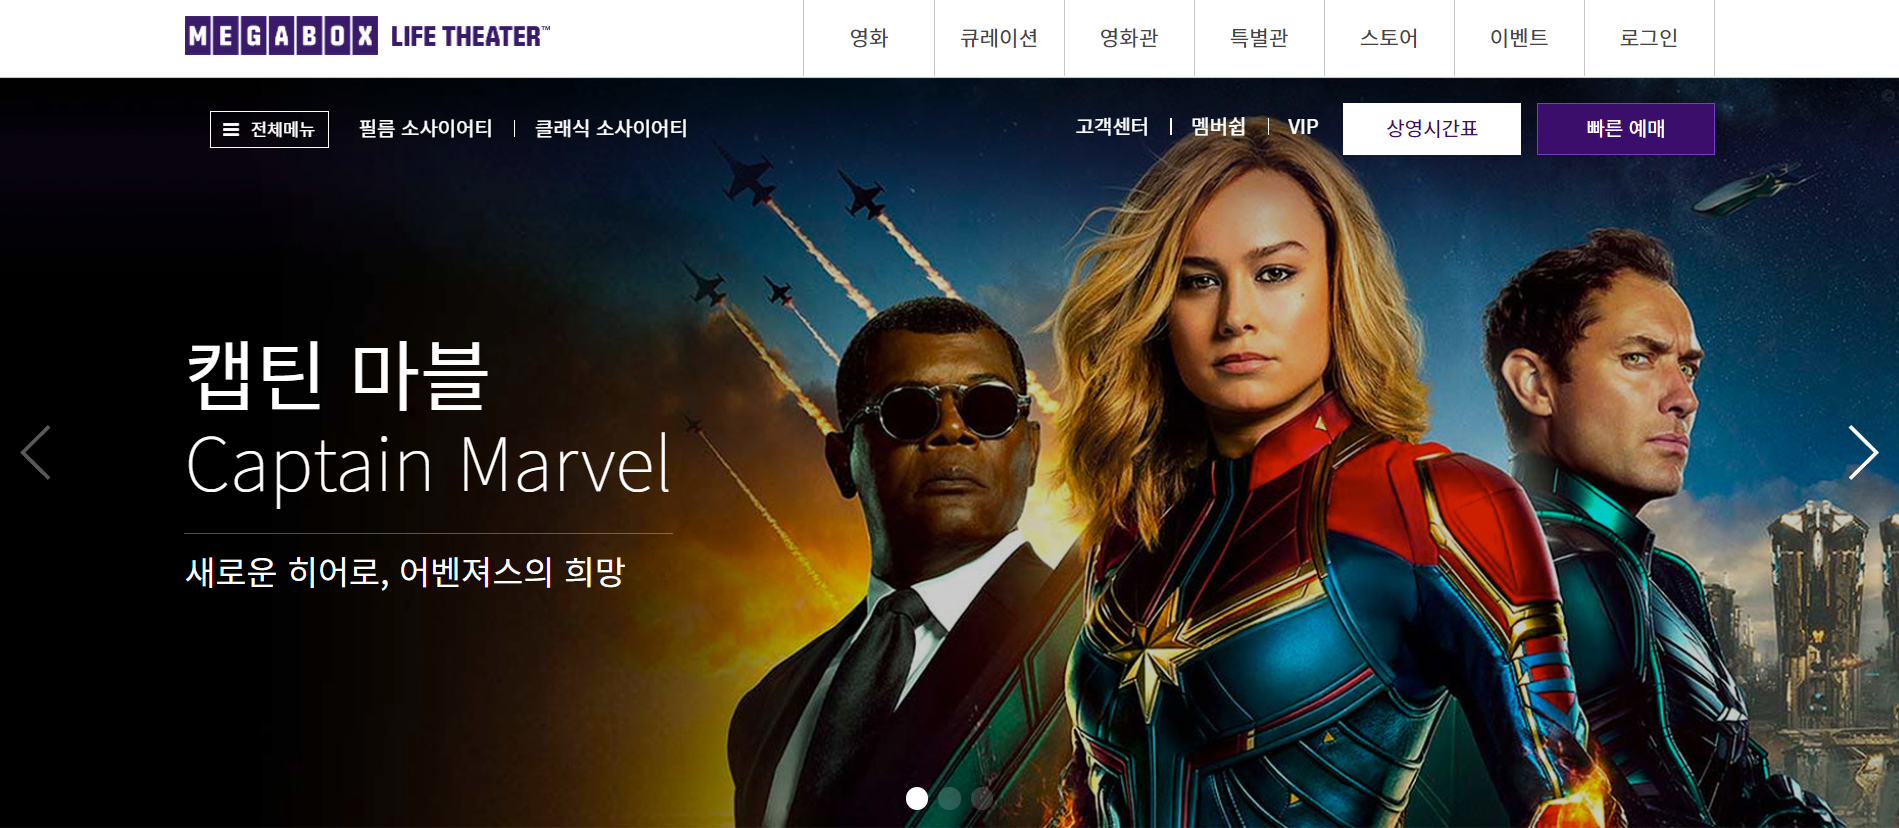 MEGABOX LIFE THEATER™
영화 큐레이션 영화관 특별관 스토어 이벤트 로그인
전체메뉴 필름 소사이어티 클래식 소사이어티 고객센터 멤버쉽 VIP 상영시간표 빠른 예매
캡틴 마블
Captain Marvel
새로운 히어로, 어벤져스의 희망